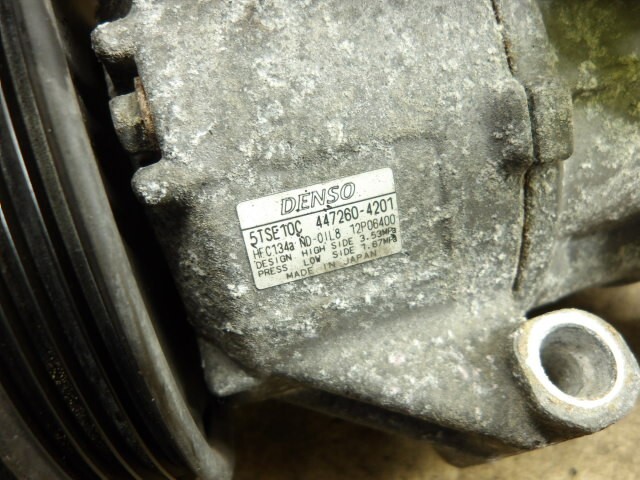 DENSO
5TSE10C 447260-4201
HFC134a ND-OIL8 12P06400
DESIGN HIGH SIDE 3.53MPa
PRESS LOW SIDE 1.67MPa
MADE IN JAPAN